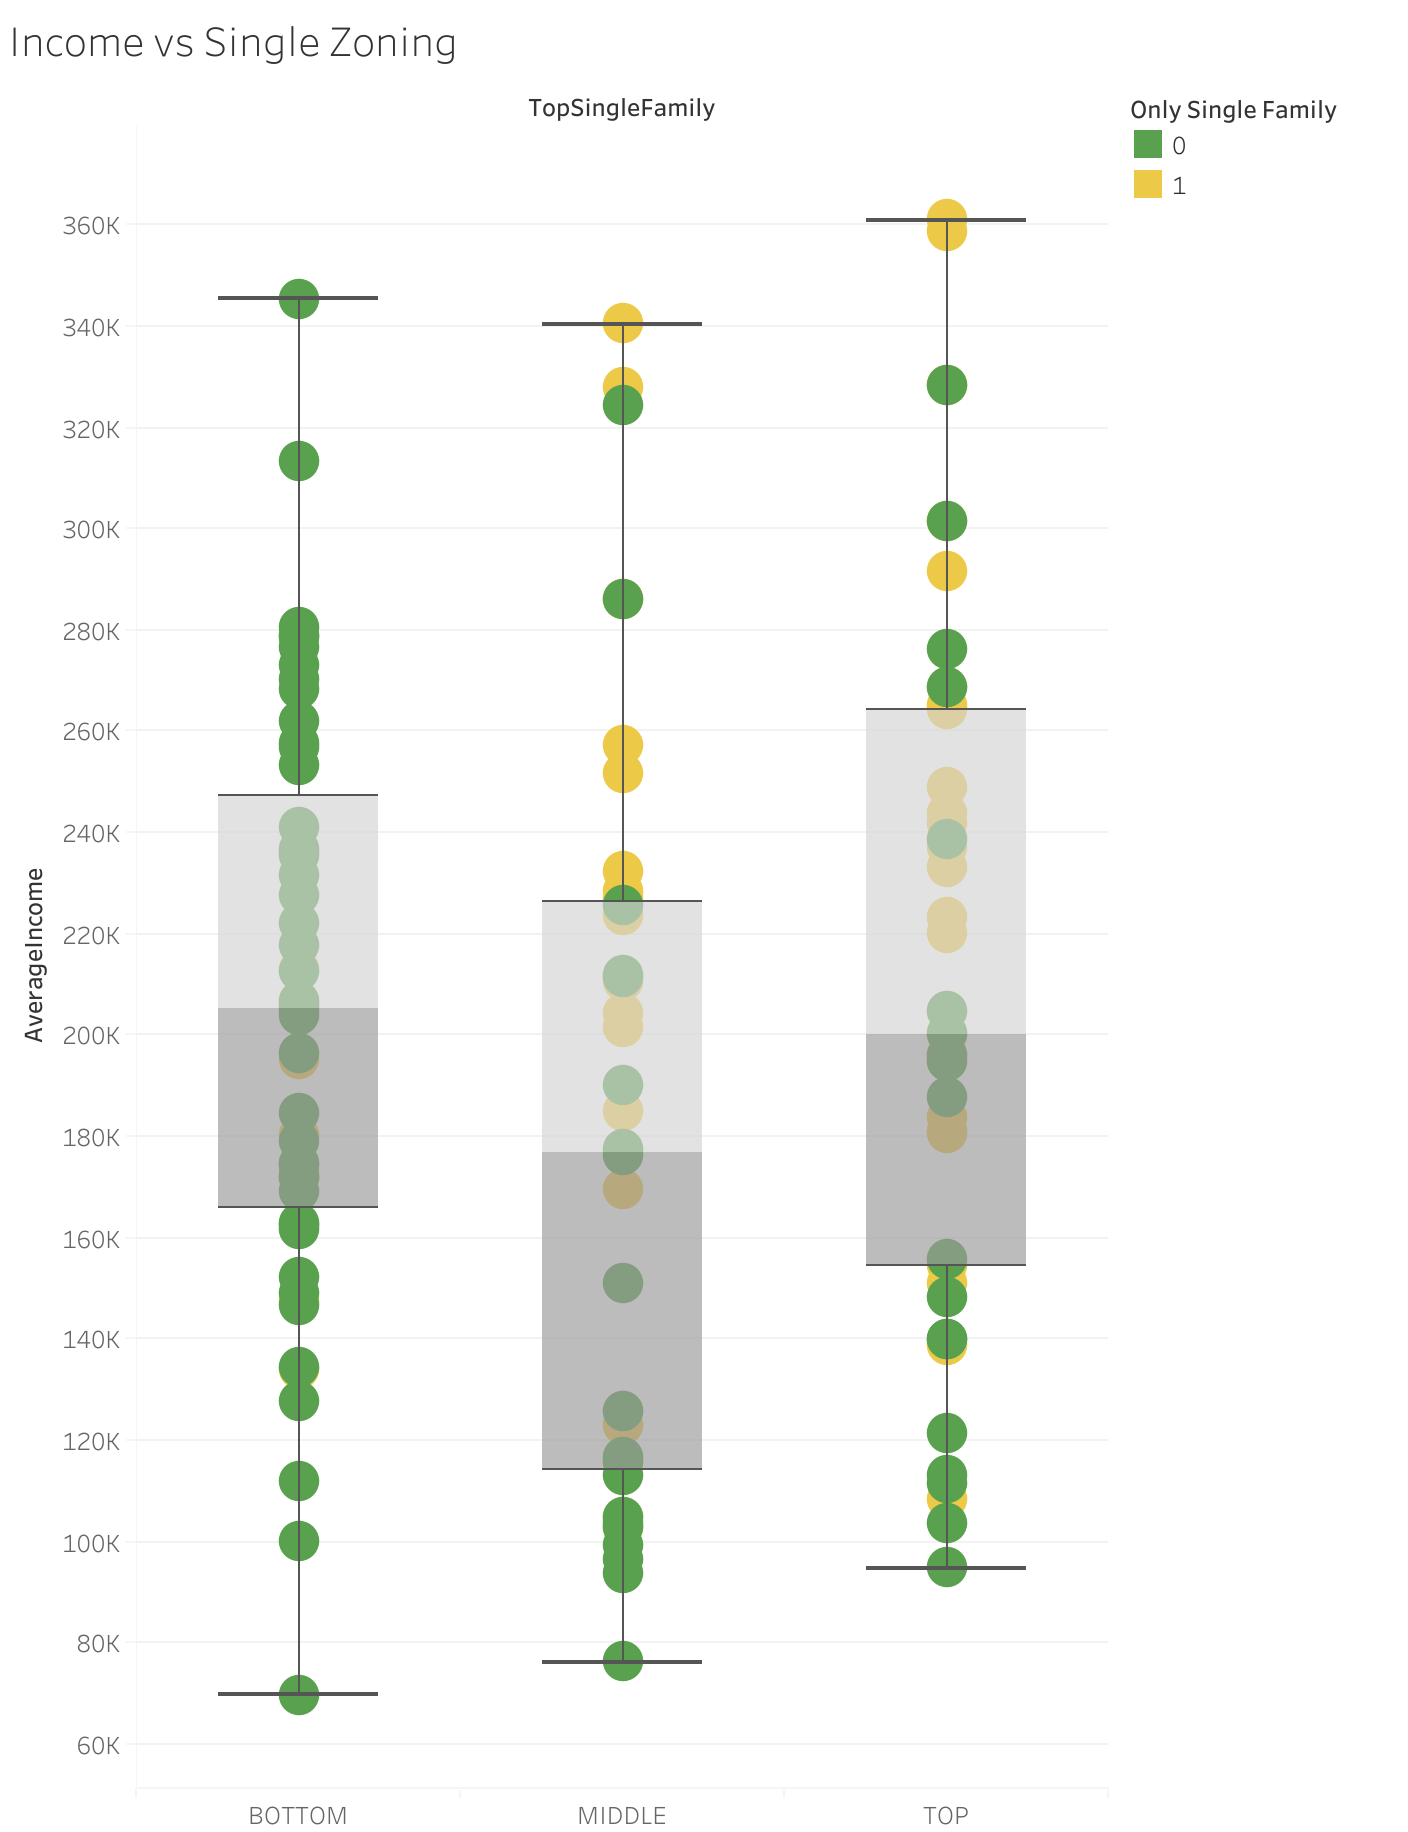 Income vs Single Zoning
TopSingleFamily
Only Single Family
0
1
360K
340K
320K
300K
280K
260K
240K
220K
200K
180K
160K
140K
120K
100K
80K
60K
AverageIncome
BOTTOM MIDDLE TOP